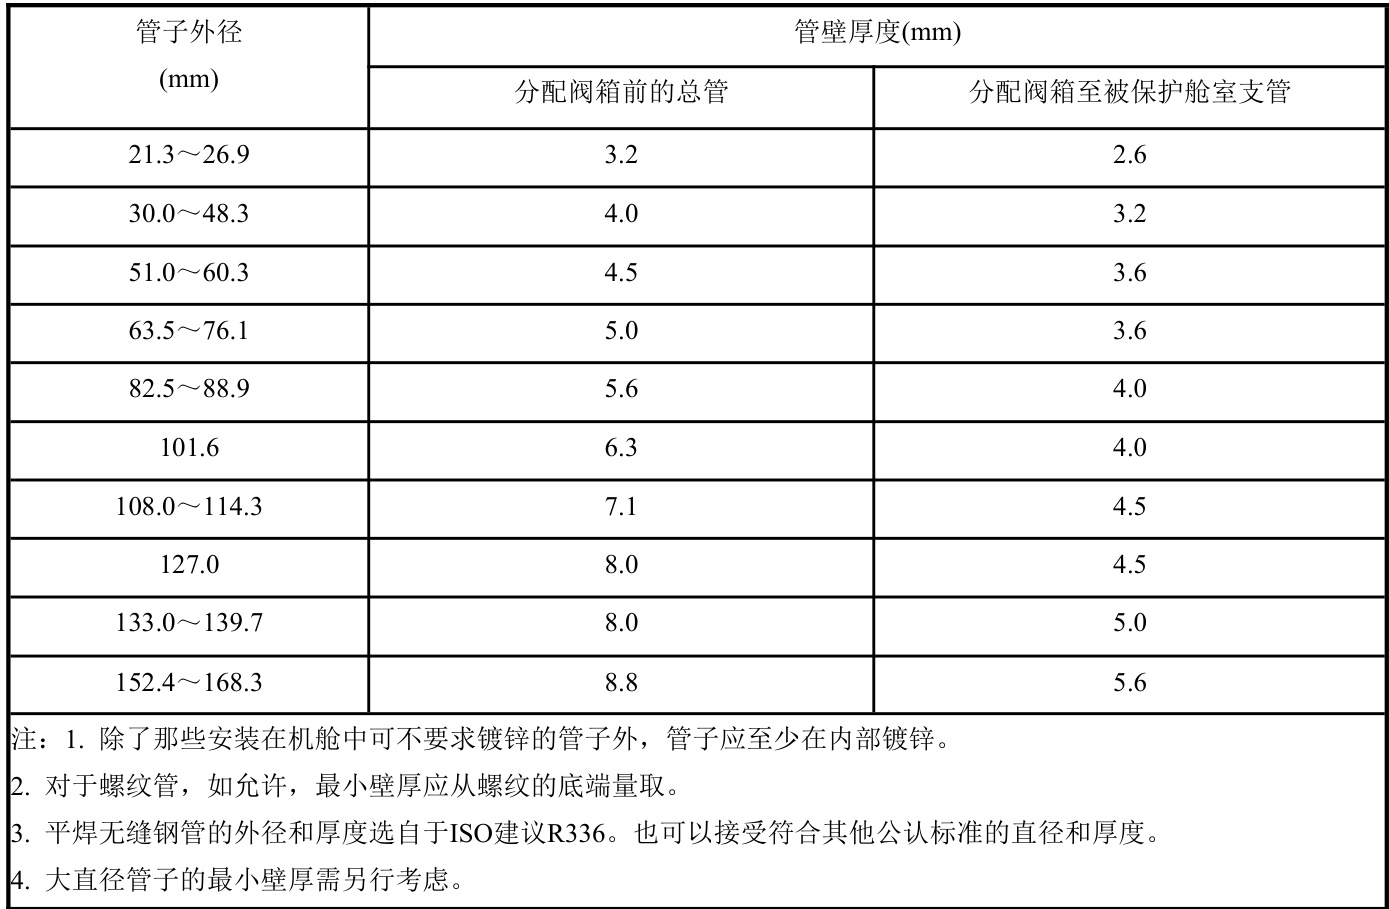 管子外径 管壁厚度(mm)
(mm) 分配阀箱前的总管 分配阀箱至被保护舱室支管
21.3～26.9 3.2 2.6
30.0～48.3 4.0 3.2
51.0～60.3 4.5 3.6
63.5～76.1 5.0 3.6
82.5～88.9 5.6 4.0
101.6 6.3 4.0
108.0～114.3 7.1 4.5
127.0 8.0 4.5
133.0～139.7 8.0 5.0
152.4～168.3 8.8 5.6
注：1. 除了那些安装在机舱中可不要求镀锌的管子外，管子应至少在内部镀锌。
2. 对于螺纹管，如允许，最小壁厚应从螺纹的底端量取。
3. 平焊无缝钢管的外径和厚度选自于ISO建议R336。也可以接受符合其他公认标准的直径和厚度。
4. 大直径管子的最小壁厚需另行考虑。